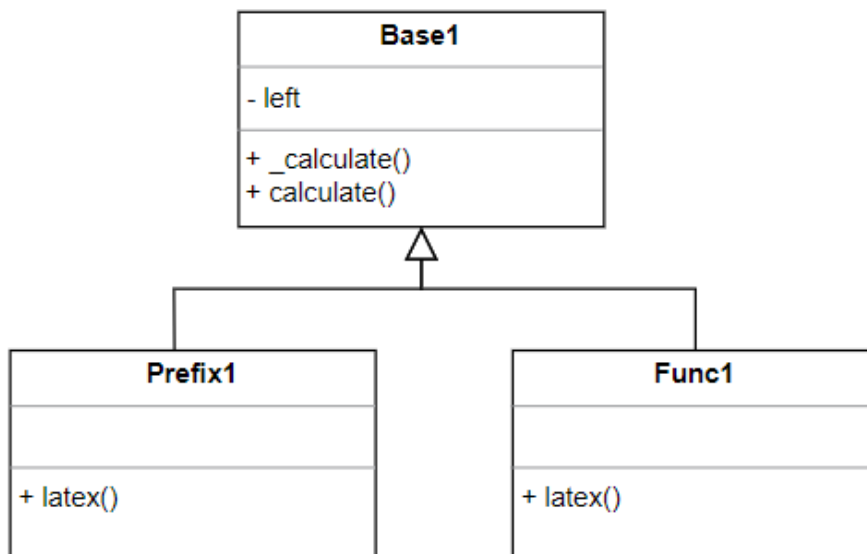 Base1
- left
+ _calculate()
+ calculate()
Prefix1
+ latex()
Func1
+ latex()